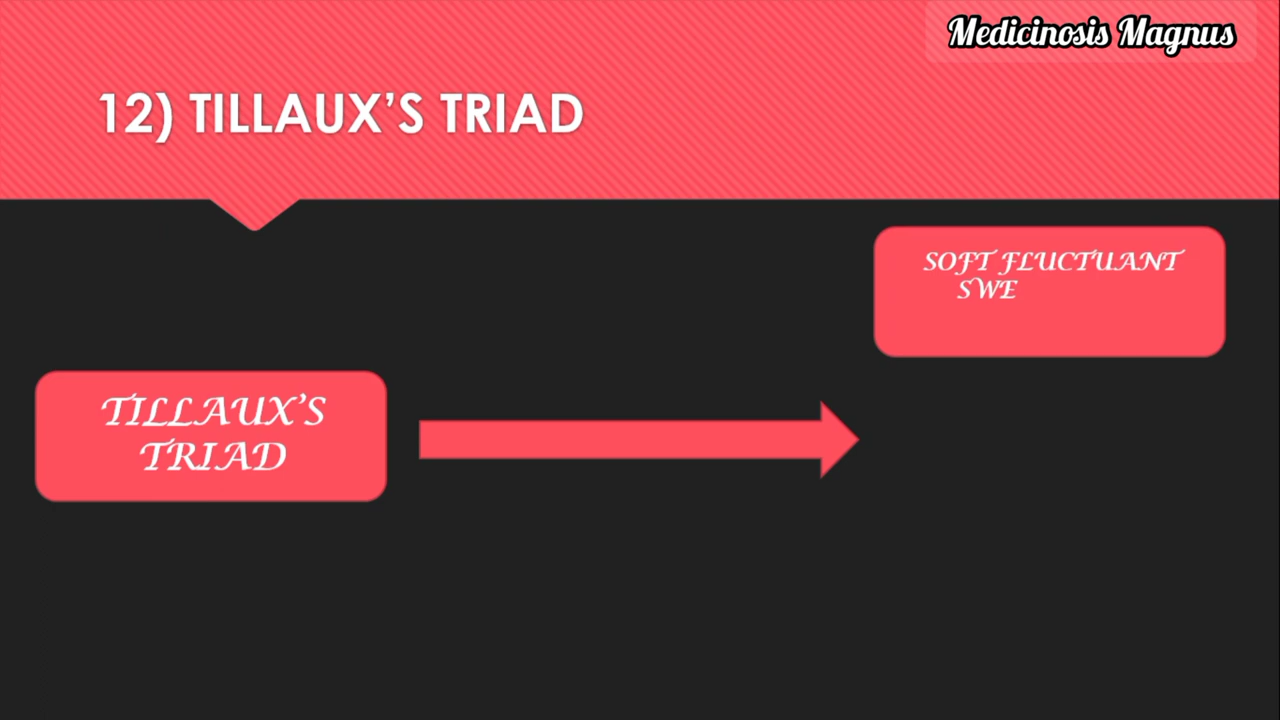 Medicinosis Magnus
12) TILLAUX'S TRIAD
SOFT FLUCTUANT
SWE
TILLAUX'S
TRIAD